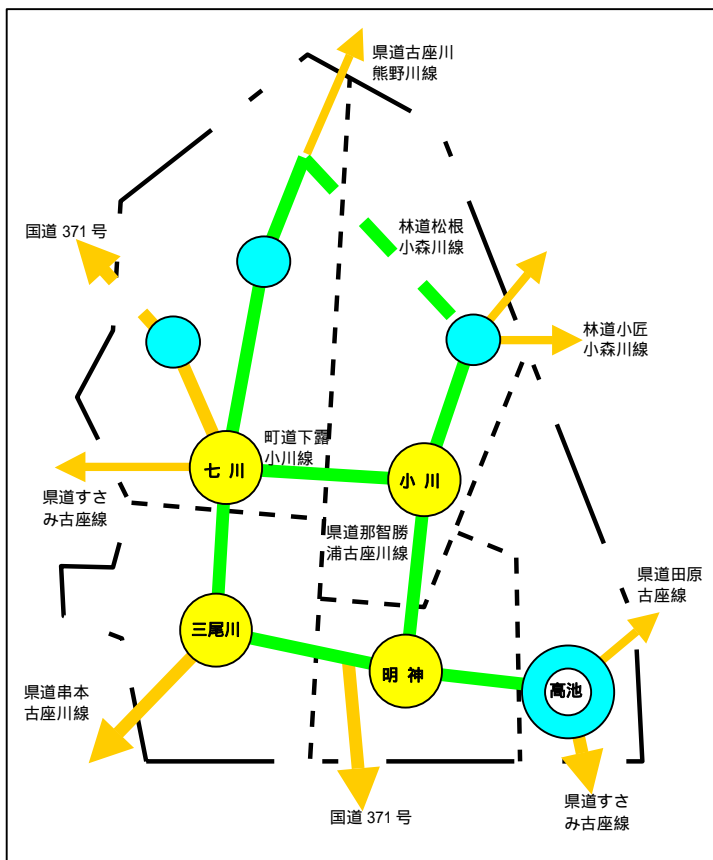 県道古座川
熊野川線
国道 371 号
林道松根
小森川線
林道小匠
小森川線
町道下露
小川線
七 川
小 川
県道すさ
み古座線
県道那智勝
浦古座川線
県道田原
古座線
三尾川
明 神
高池
県道串本
古座川線
国道 371 号
県道すさ
み古座線